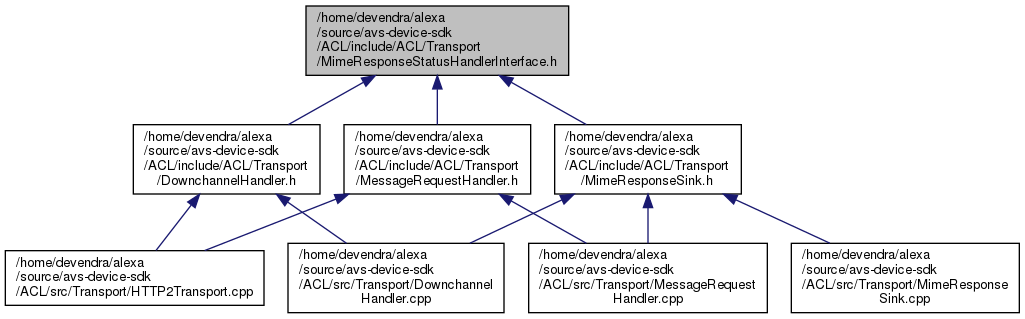 /home/devendra/alexa
/source/avs-device-sdk
/ACL/include/ACL/Transport
/MimeResponseStatusHandlerInterface.h
/home/devendra/alexa
/source/avs-device-sdk
/ACL/include/ACL/Transport
/DownchannelHandler.h
/home/devendra/alexa
/source/avs-device-sdk
/ACL/include/ACL/Transport
/MessageRequestHandler.h
/home/devendra/alexa
/source/avs-device-sdk
/ACL/include/ACL/Transport
/MimeResponseSink.h
/home/devendra/alexa
/source/avs-device-sdk
/ACL/src/Transport/HTTP2Transport.cpp
/home/devendra/alexa
/source/avs-device-sdk
/ACL/src/Transport/Downchannel
Handler.cpp
/home/devendra/alexa
/source/avs-device-sdk
/ACL/src/Transport/MessageRequest
Handler.cpp
/home/devendra/alexa
/source/avs-device-sdk
/ACL/src/Transport/MimeResponse
Sink.cpp